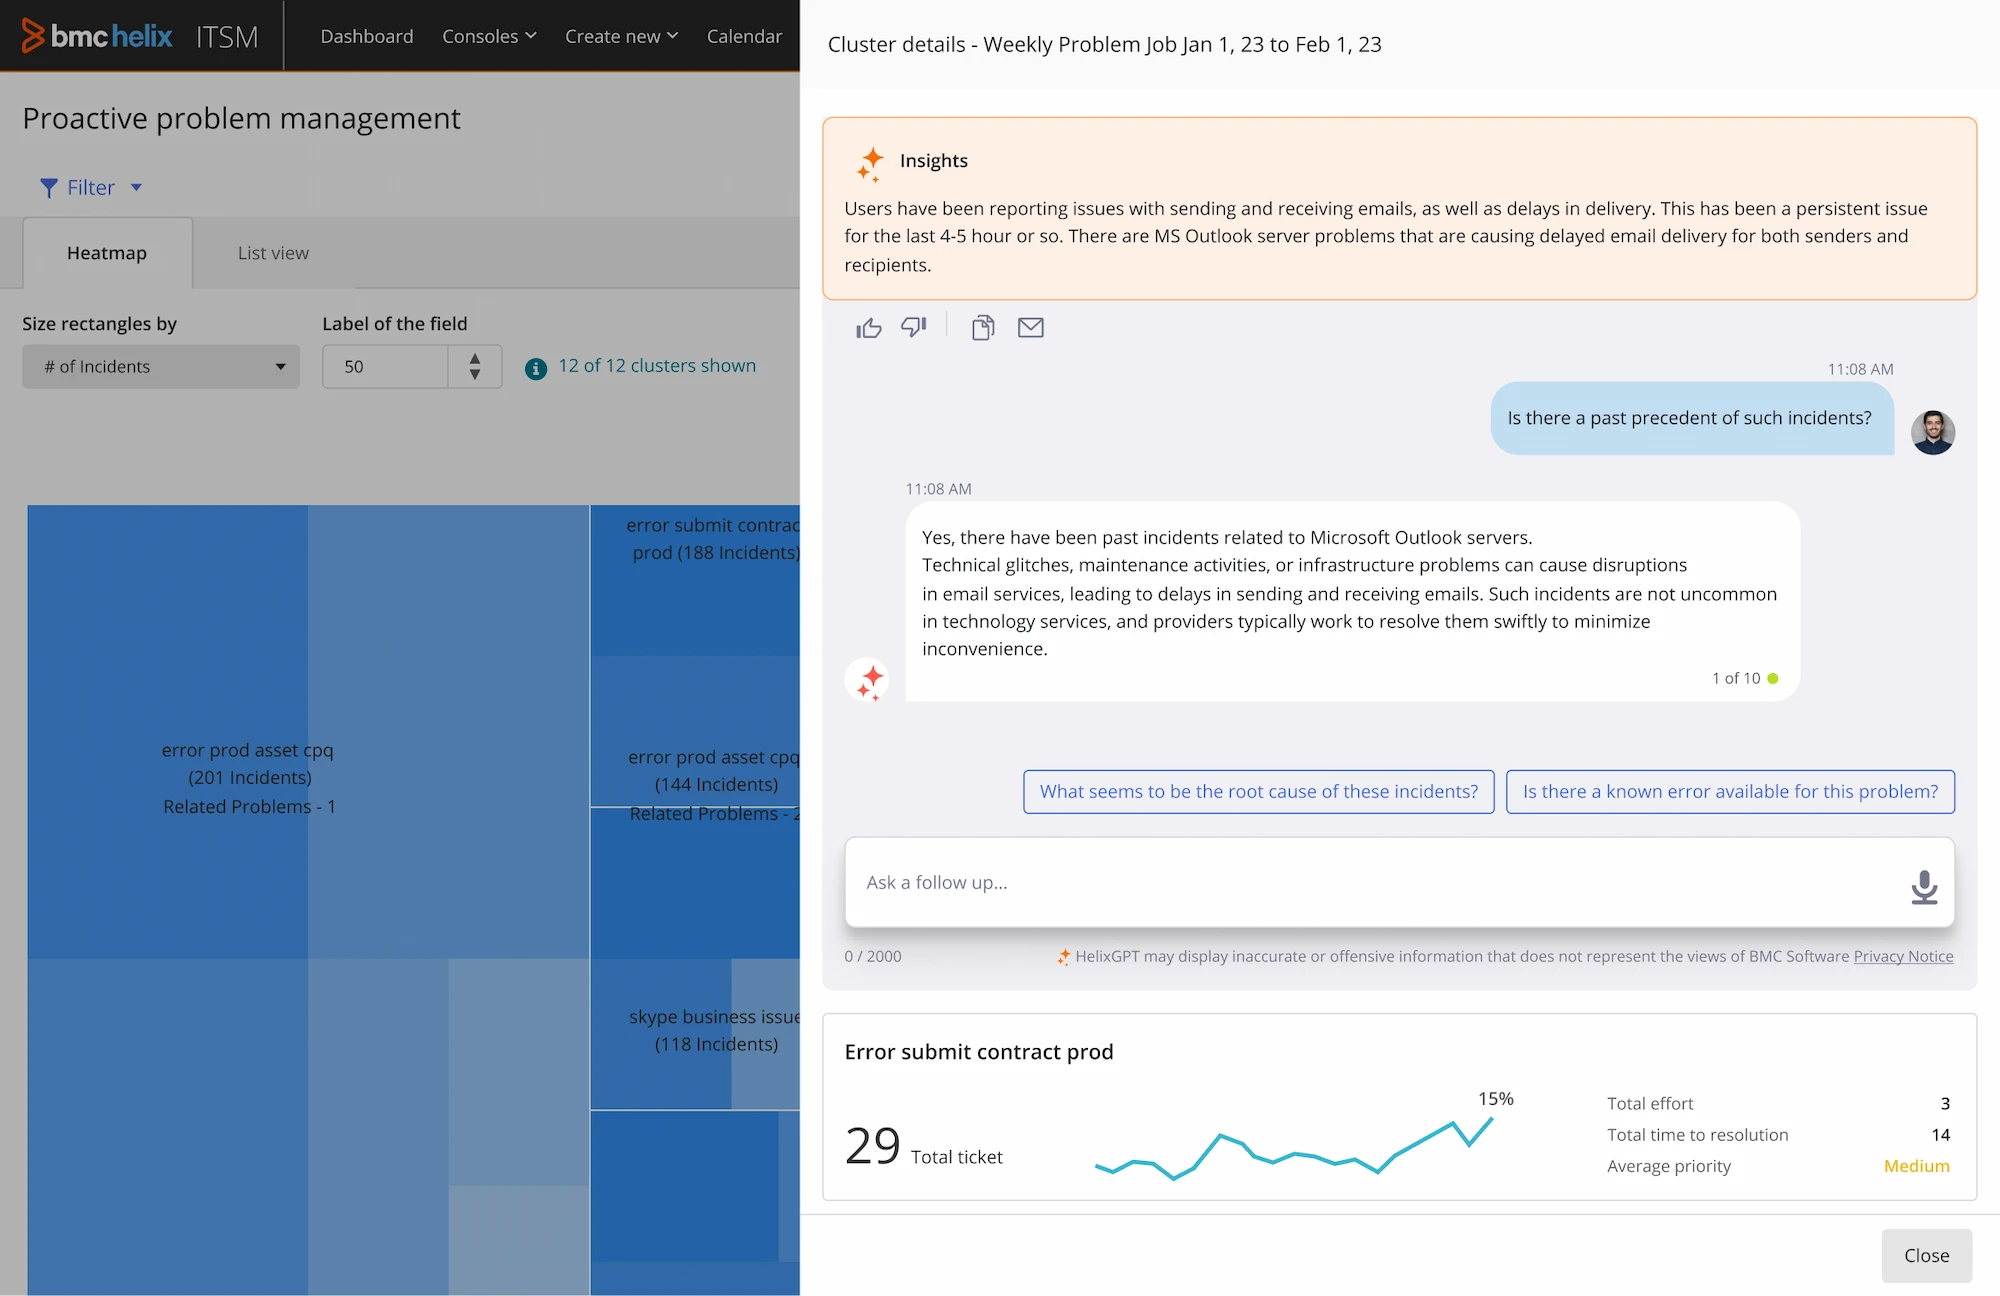 bmc helix ITSM
Dashboard
Consoles
Create new
Calendar
Proactive problem management
Filter
Heatmap
List view
Size rectangles by
Label of the field
# of Incidents
50
12 of 12 clusters shown
error prod asset cpq
(201 Incidents)
Related Problems - 1
error submit contrac
prod (188 Incidents)
error prod asset cpq
(144 Incidents)
Related Problems - 2
skype business issue
(118 Incidents)
Cluster details - Weekly Problem Job Jan 1, 23 to Feb 1, 23
Insights
Users have been reporting issues with sending and receiving emails, as well as delays in delivery. This has been a persistent issue
for the last 4-5 hour or so. There are MS Outlook server problems that are causing delayed email delivery for both senders and
recipients.
11:08 AM
Is there a past precedent of such incidents?
11:08 AM
Yes, there have been past incidents related to Microsoft Outlook servers.
Technical glitches, maintenance activities, or infrastructure problems can cause disruptions
in email services, leading to delays in sending and receiving emails. Such incidents are not uncommon
in technology services, and providers typically work to resolve them swiftly to minimize
inconvenience.
1 of 10
What seems to be the root cause of these incidents?
Is there a known error available for this problem?
Ask a follow up...
0 / 2000
HelixGPT may display inaccurate or offensive information that does not represent the views of BMC Software Privacy Notice
Error submit contract prod
29 Total ticket
15%
Total effort 3
Total time to resolution 14
Average priority Medium
Close